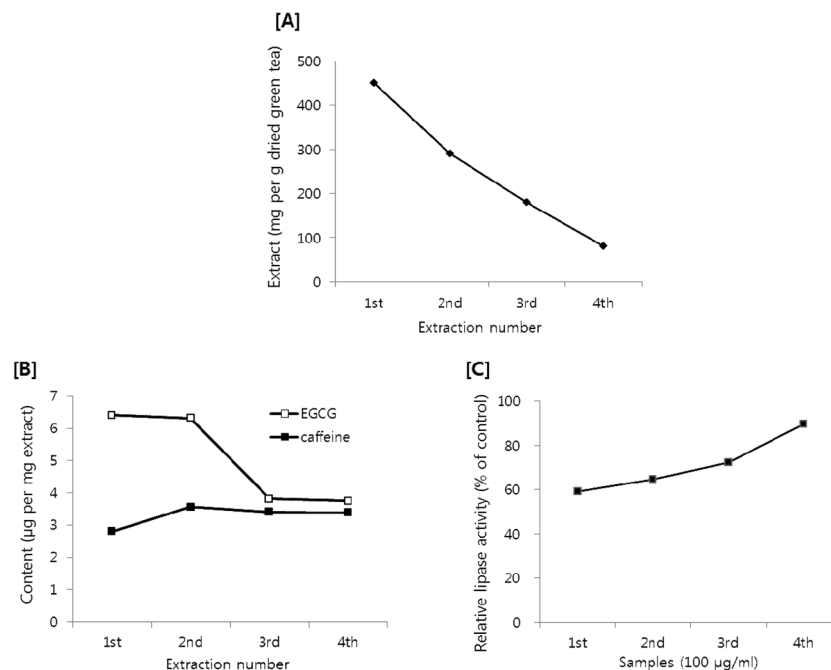 [A]
Extract (mg per g dried green tea)
500
400
300
200
100
0
1st 2nd 3rd 4th
Extraction number
[B]
Content (µg per mg extract)
7
6
5
4
3
2
1
0
EGCG
caffeine
1st 2nd 3rd 4th
Extraction number
[C]
Relative lipase activity (% of control)
100
80
60
40
20
0
1st 2nd 3rd 4th
Samples (100 µg/ml)